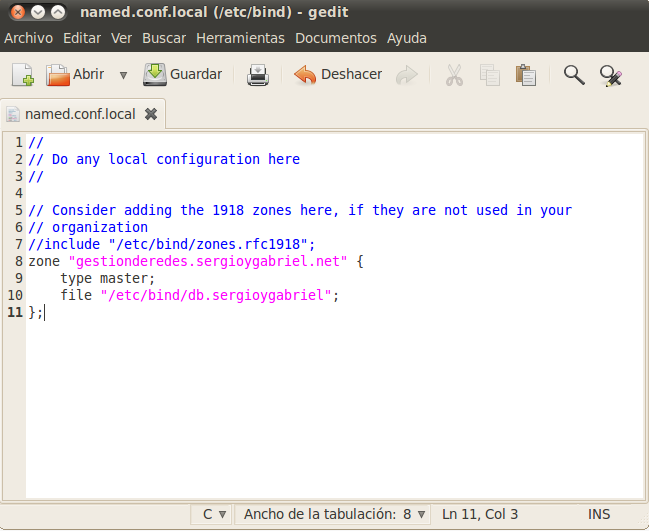 named.conf.local (/etc/bind) - gedit
Archivo Editar Ver Buscar Herramientas Documentos Ayuda
Abrir Guardar Deshacer
named.conf.local
1 //
2 // Do any local configuration here
3 //
4
5 // Consider adding the 1918 zones here, if they are not used in your
6 // organization
7 //include "/etc/bind/zones.rfc1918";
8 zone "gestionderedes.sergioygabriel.net" {
9     type master;
10     file "/etc/bind/db.sergioygabriel";
11 };
C Ancho de la tabulación: 8 Ln 11, Col 3 INS